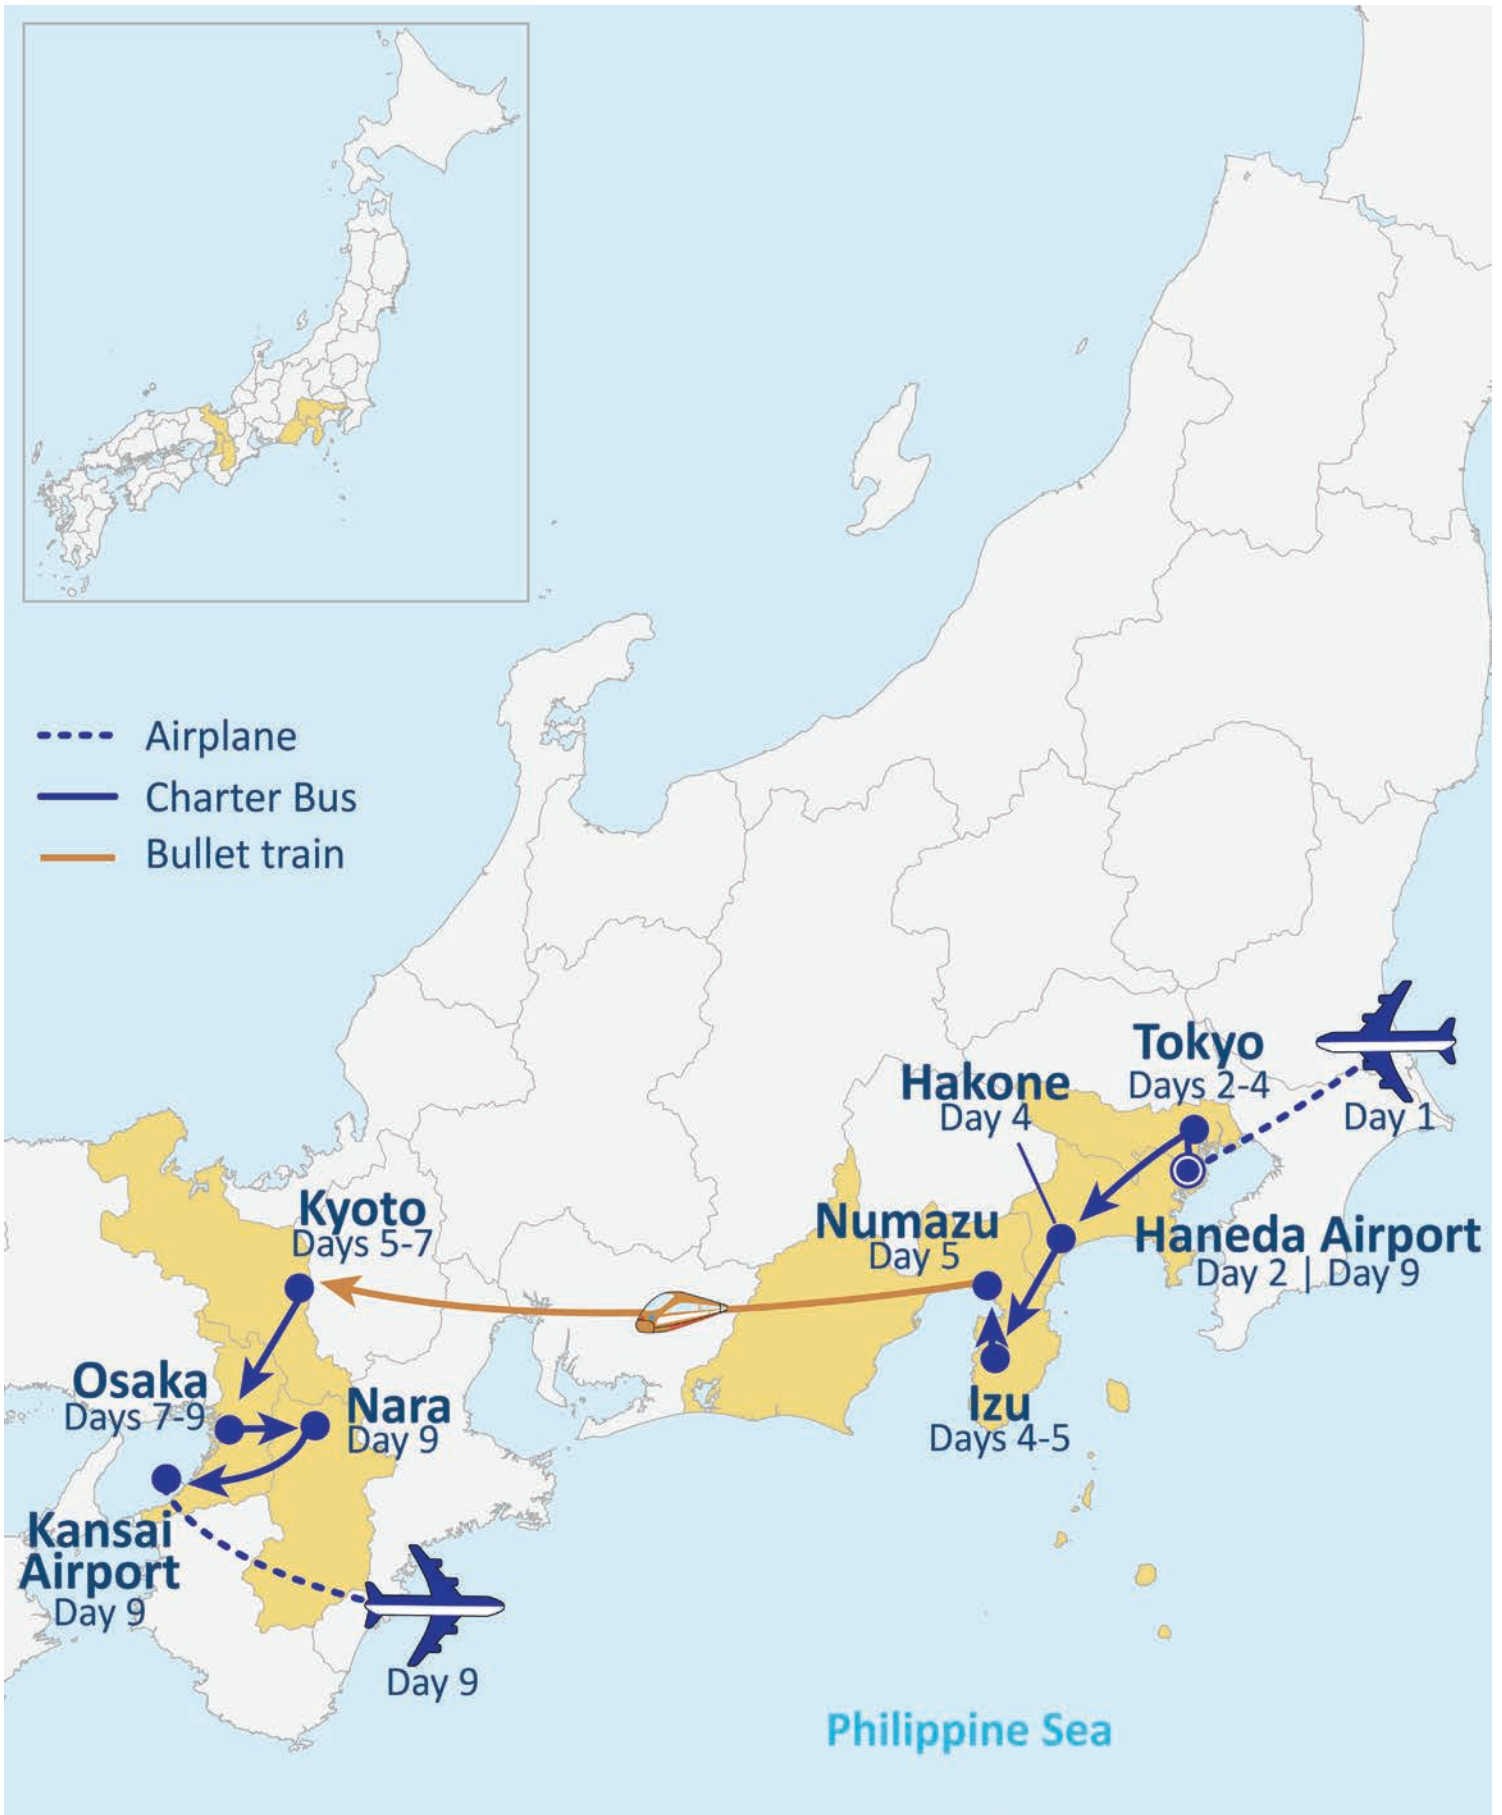 Airplane
Charter Bus
Bullet train
Tokyo
Days 2-4
Hakone
Day 4
Day 1
Kyoto
Days 5-7
Numazu
Day 5
Haneda Airport
Day 2 | Day 9
Osaka
Days 7-9
Nara
Day 9
Izu
Days 4-5
Kansai
Airport
Day 9
Day 9
Philippine Sea